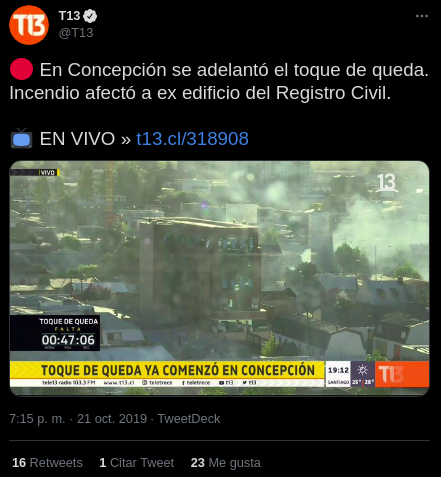 T13
@T13
En Concepción se adelantó el toque de queda.
Incendio afectó a ex edificio del Registro Civil.
EN VIVO » t13.cl/318908
VIVO
13
TOQUE DE QUEDA
FALTA
00:47:06
TOQUE DE QUEDA YA COMENZÓ EN CONCEPCIÓN
19:12
SANTIAGO 25° 28°
T13
tele13 radio 103.3 FM www.t13.cl teletrece teletrece t13 t13
7:15 p. m. · 21 oct. 2019 · TweetDeck
16 Retweets 1 Citar Tweet 23 Me gusta